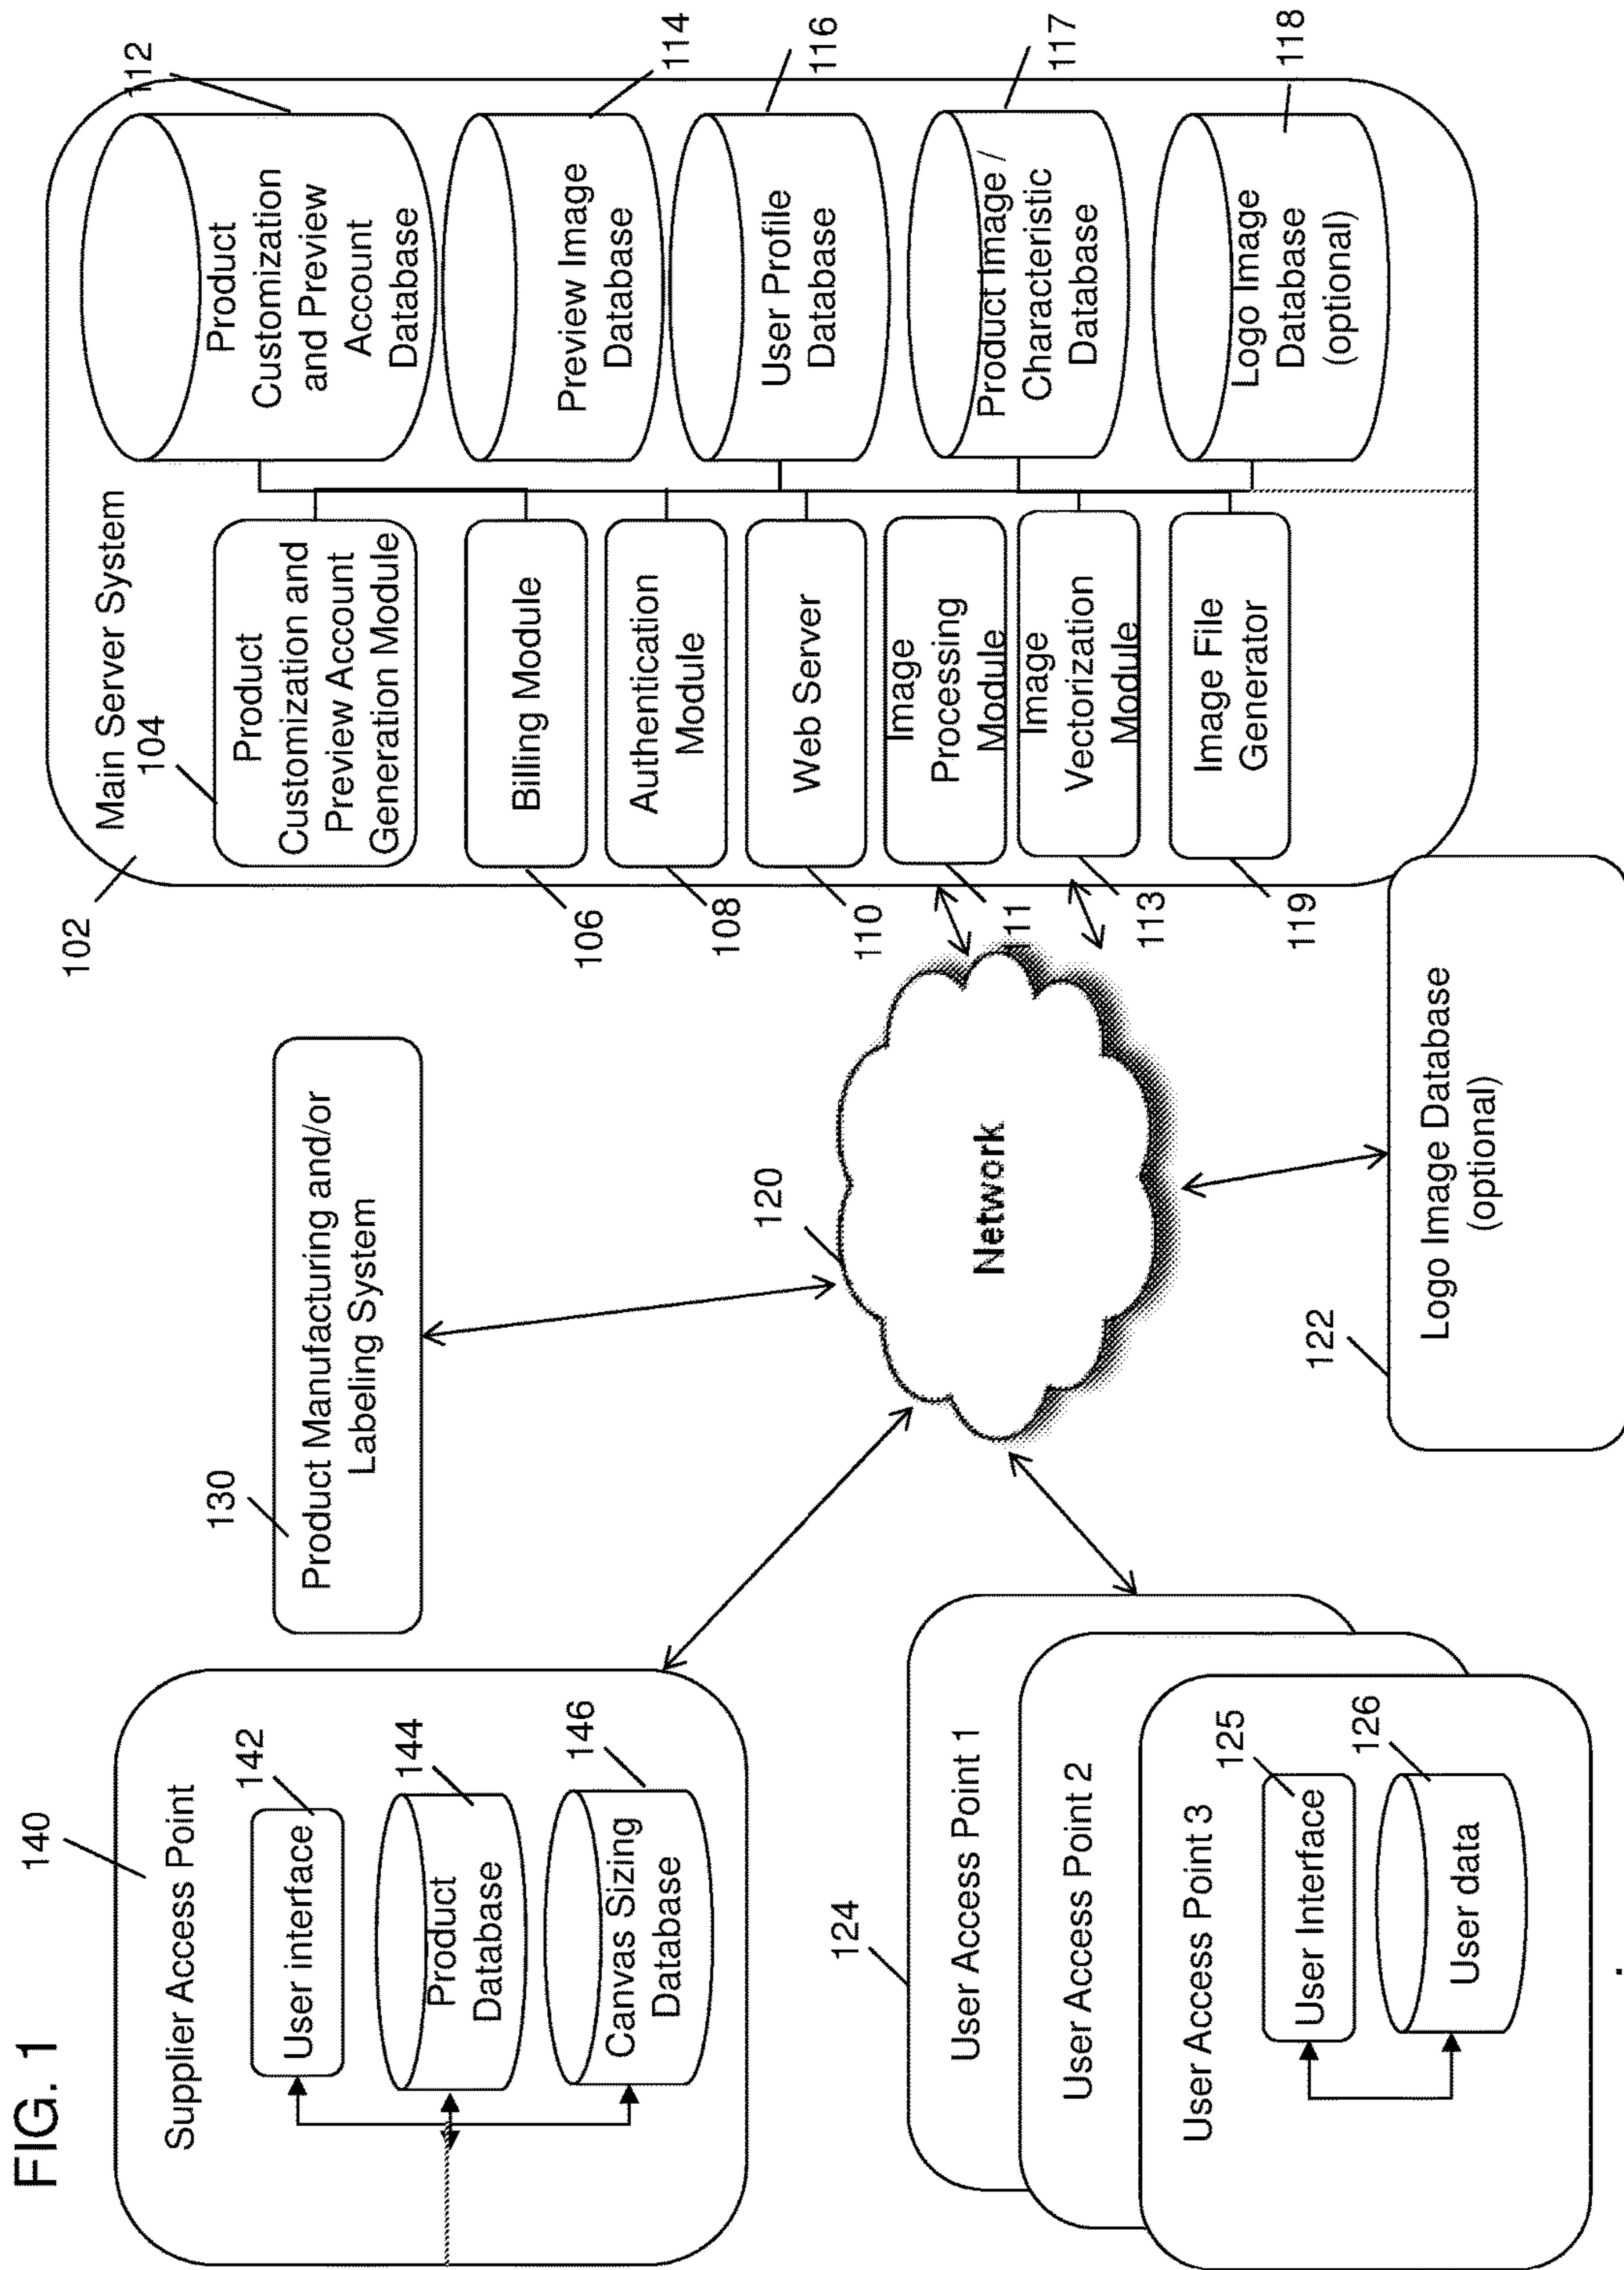 FIG. 1
140
Supplier Access Point
142
User interface
144
Product
Database
146
Canvas Sizing
Database
130
Product Manufacturing and/or
Labeling System
120
Network
124
User Access Point 1
User Access Point 2
User Access Point 3
125
User Interface
126
User data
.
122
Logo Image Database
(optional)
102
Main Server System
104
Product
Customization and
Preview Account
Generation Module
106
Billing Module
108
Authentication
Module
110
Web Server
111
Image
Processing
Module
113
Image
Vectorization
Module
119
Image File
Generator
112
Product
Customization
and Preview
Account
Database
114
Preview Image
Database
116
User Profile
Database
117
Product Image /
Characteristic
Database
118
Logo Image
Database
(optional)